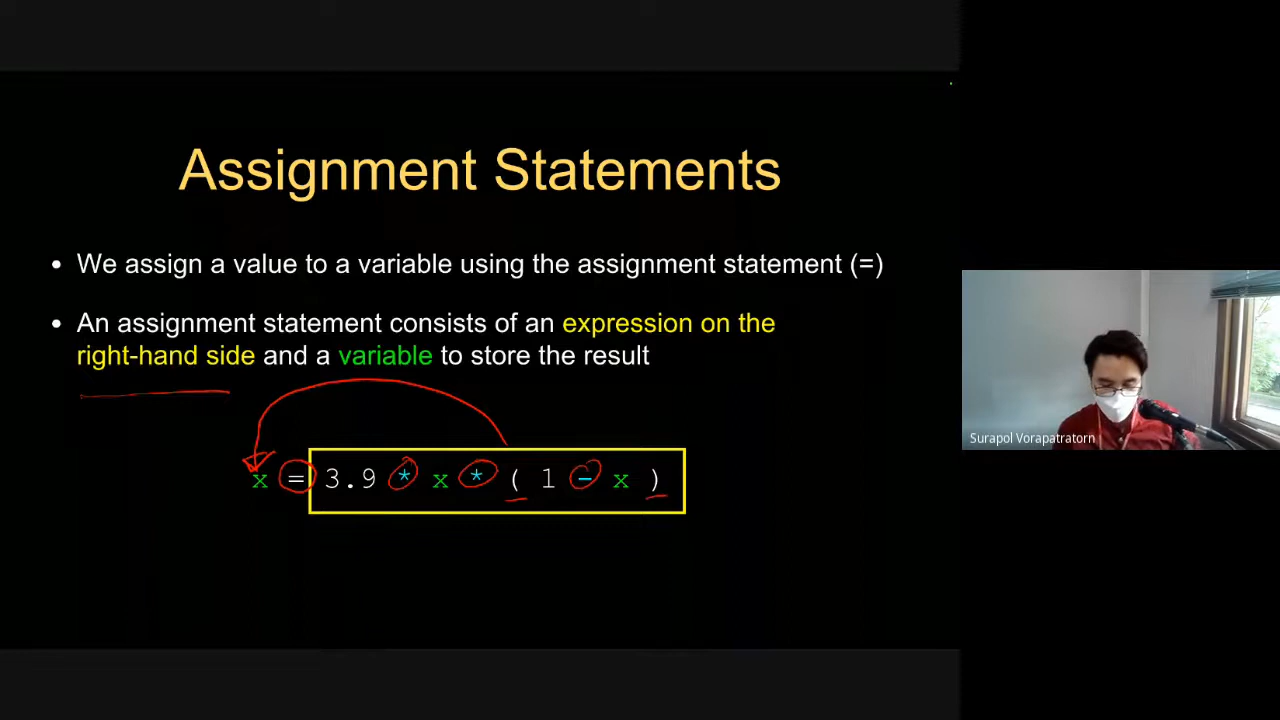 Assignment Statements
• We assign a value to a variable using the assignment statement (=)
• An assignment statement consists of an expression on the
right-hand side and a variable to store the result
x = 3.9 * x * ( 1 - x )
Surapol Vorapatratorn